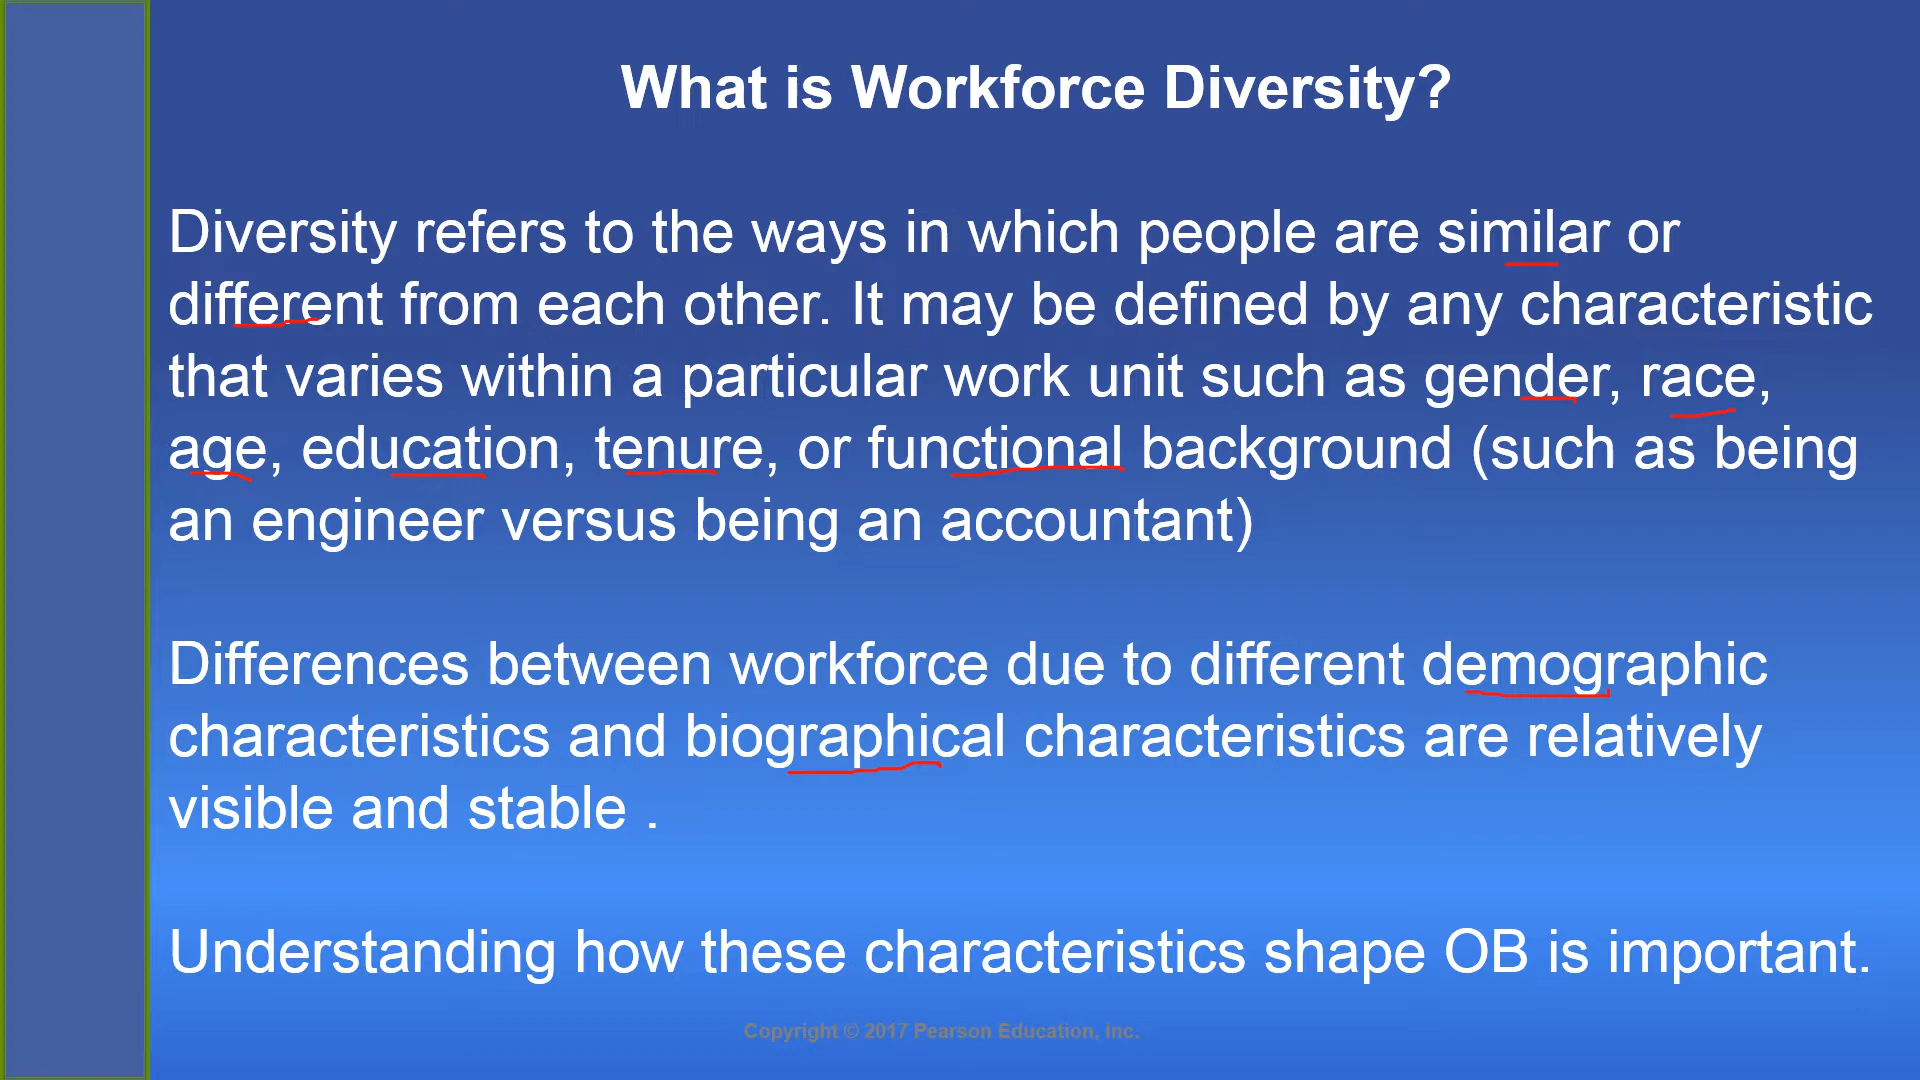 What is Workforce Diversity?
Diversity refers to the ways in which people are similar or
different from each other. It may be defined by any characteristic
that varies within a particular work unit such as gender, race,
age, education, tenure, or functional background (such as being
an engineer versus being an accountant)
Differences between workforce due to different demographic
characteristics and biographical characteristics are relatively
visible and stable .
Understanding how these characteristics shape OB is important.
Copyright © 2017 Pearson Education, Inc.